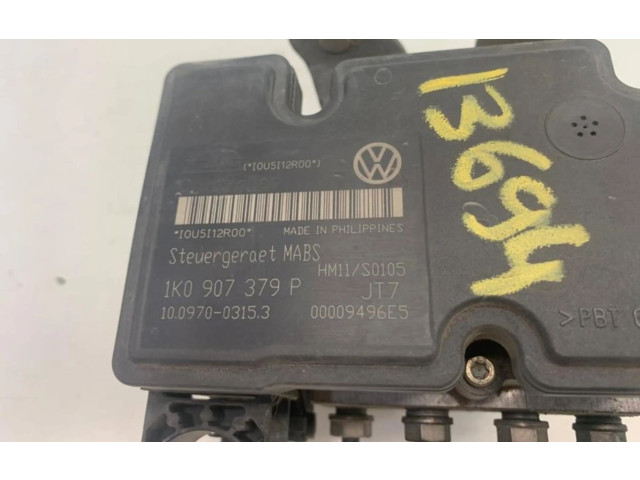 (*IOU5I12R00*)
*IOU5I12R00*
MADE IN PHILIPPINES
Steuergeraet MABS
HM11/S0105
1K0 907 379 P
JT7
10.0970-0315.3
00009496E5
13694
>PBT